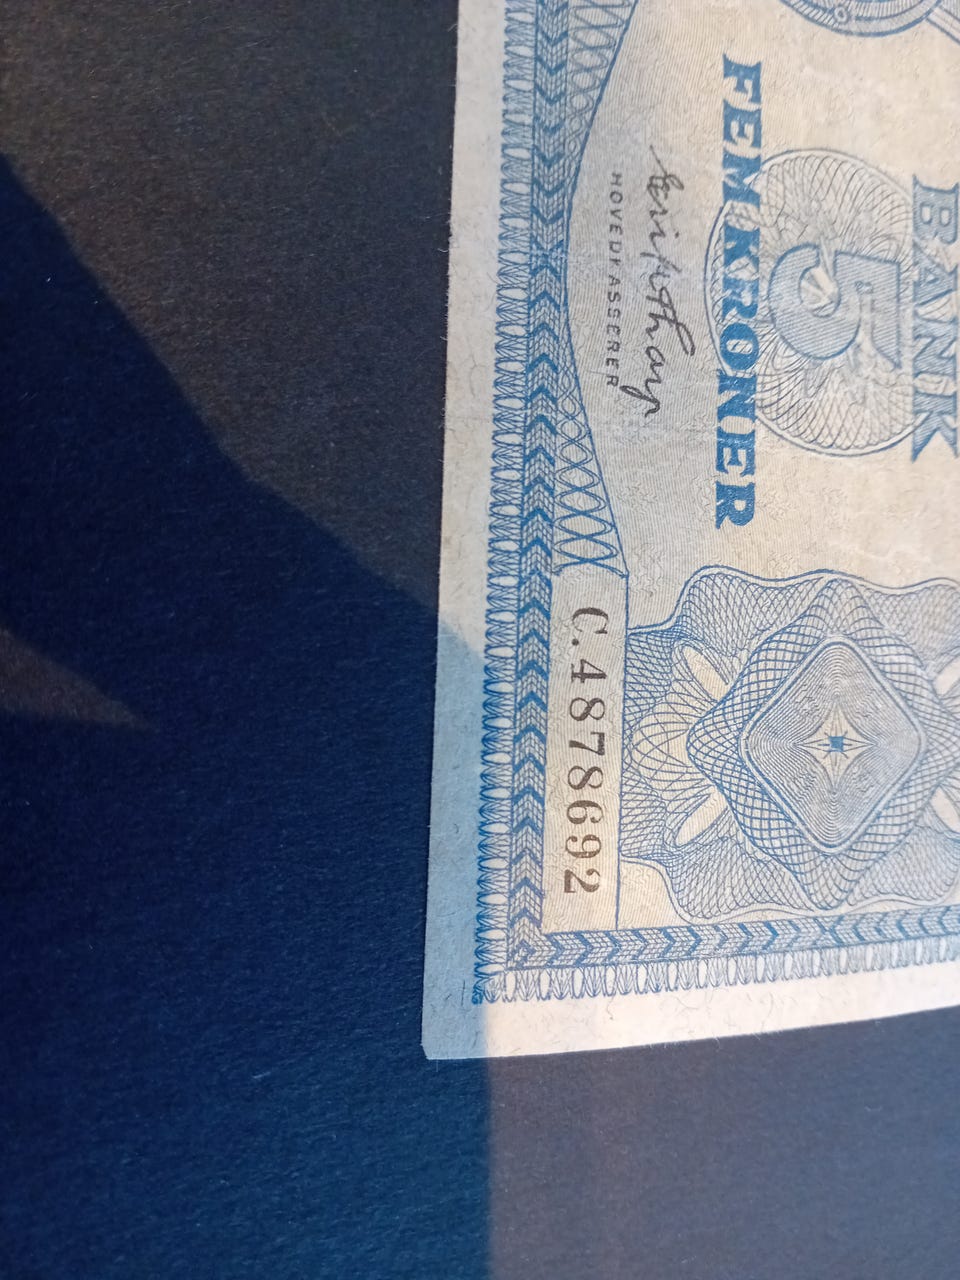 BANK
5
FEM KRONER
HOVEDKASSERER
C.4878692